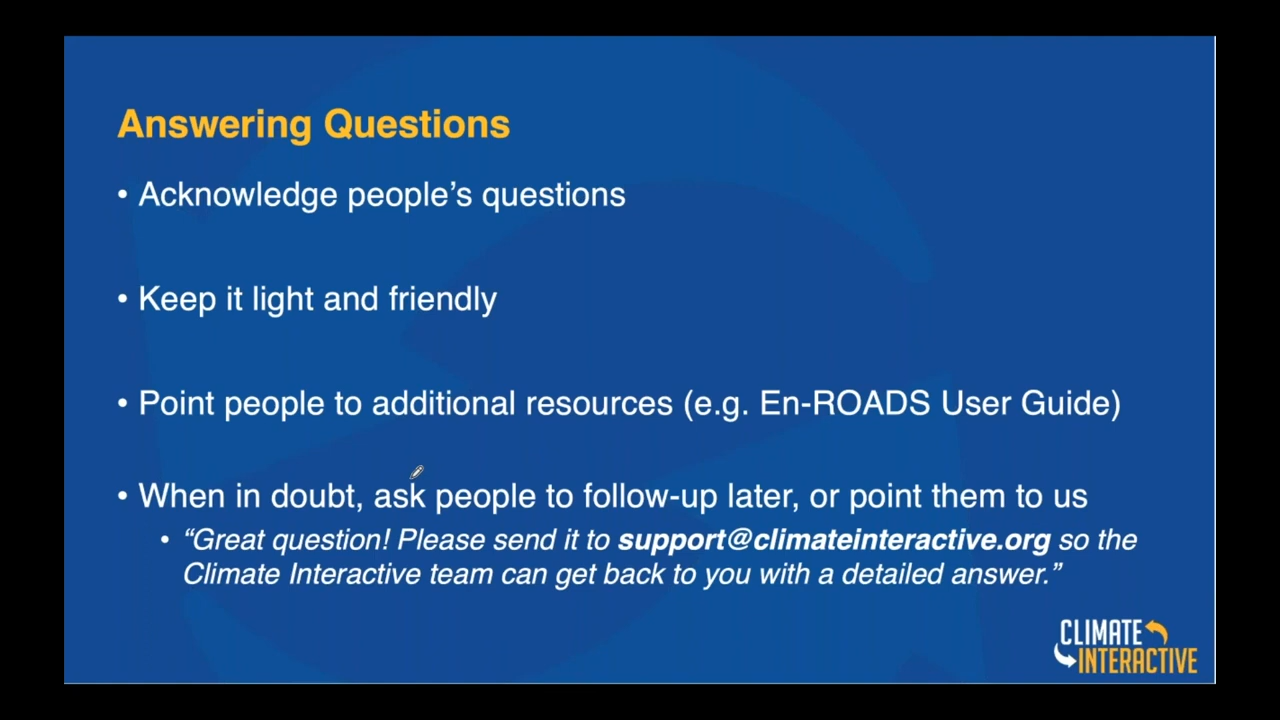 Answering Questions
• Acknowledge people’s questions
• Keep it light and friendly
• Point people to additional resources (e.g. En-ROADS User Guide)
• When in doubt, ask people to follow-up later, or point them to us
• “Great question! Please send it to support@climateinteractive.org so the
Climate Interactive team can get back to you with a detailed answer.”
CLIMATE
INTERACTIVE